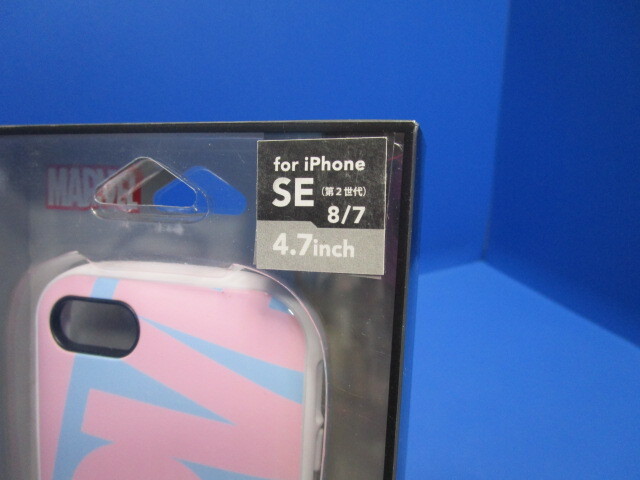 MARVEL
for iPhone
SE (第2世代)
8/7
4.7inch